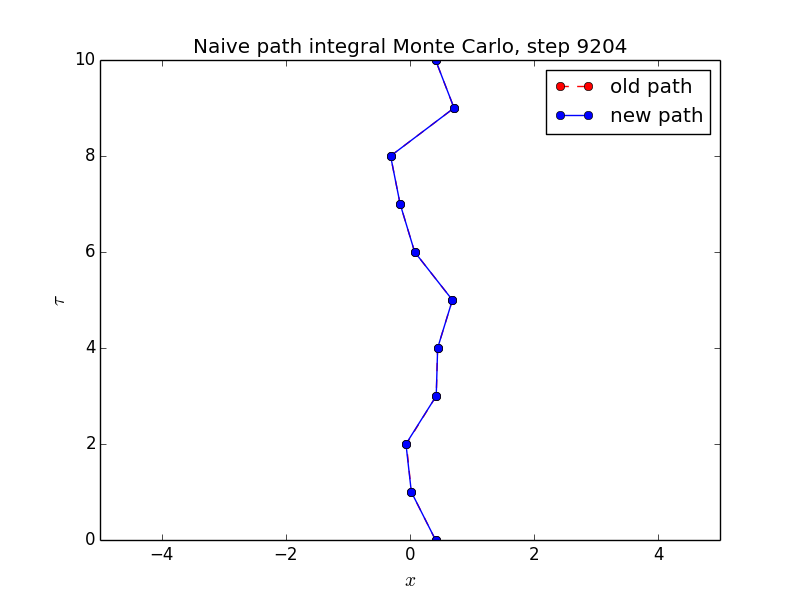 Naive path integral Monte Carlo, step 9204
old path
new path
10
8
6
4
2
0
τ
−4 −2 0 2 4
x